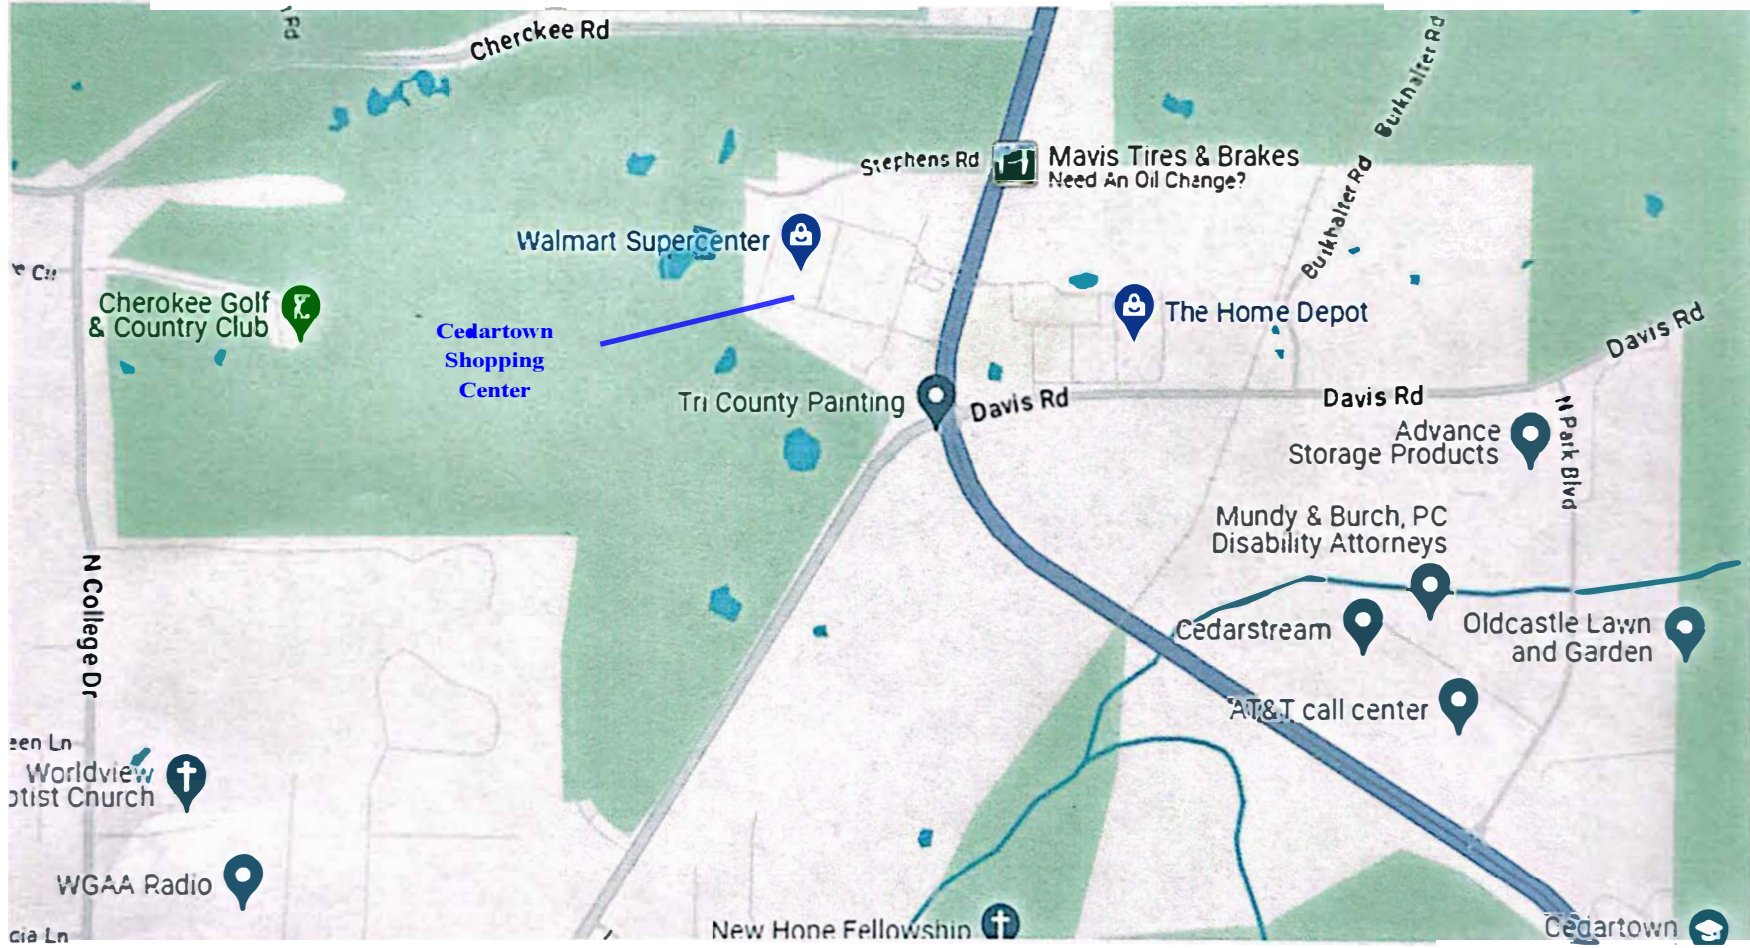 Rd
Cherckee Rd
Burkhalter Rd
Stephens Rd
Mavis Tires & Brakes
Need An Oil Change?
Burkhalter Rd
Walmart Supercenter
Cherokee Golf
& Country Club
The Home Depot
Cedartown
Shopping
Center
Davis Rd
Tri County Painting
Davis Rd
Davis Rd
N Park Blvd
Advance
Storage Products
Mundy & Burch, PC
Disability Attorneys
N College Dr
Cedarstream
Oldcastle Lawn
and Garden
AT&T call center
een Ln
Worldview
ptist Church
WGAA Radio
New Hope Fellowship
Cedartown
cia Ln